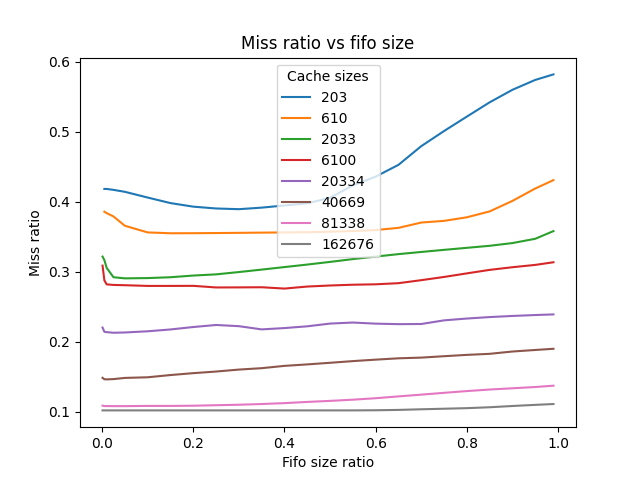 Miss ratio vs fifo size
Miss ratio
0.6
0.5
0.4
0.3
0.2
0.1
Cache sizes
203
610
2033
6100
20334
40669
81338
162676
0.0 0.2 0.4 0.6 0.8 1.0
Fifo size ratio